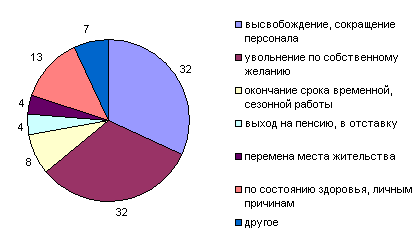 7
13
32
4
4
8
32
высвобождение, сокращение
персонала
увольнение по собственному
желанию
окончание срока временной,
сезонной работы
выход на пенсию, в отставку
перемена места жительства
по состоянию здоровья, личным
причинам
другое